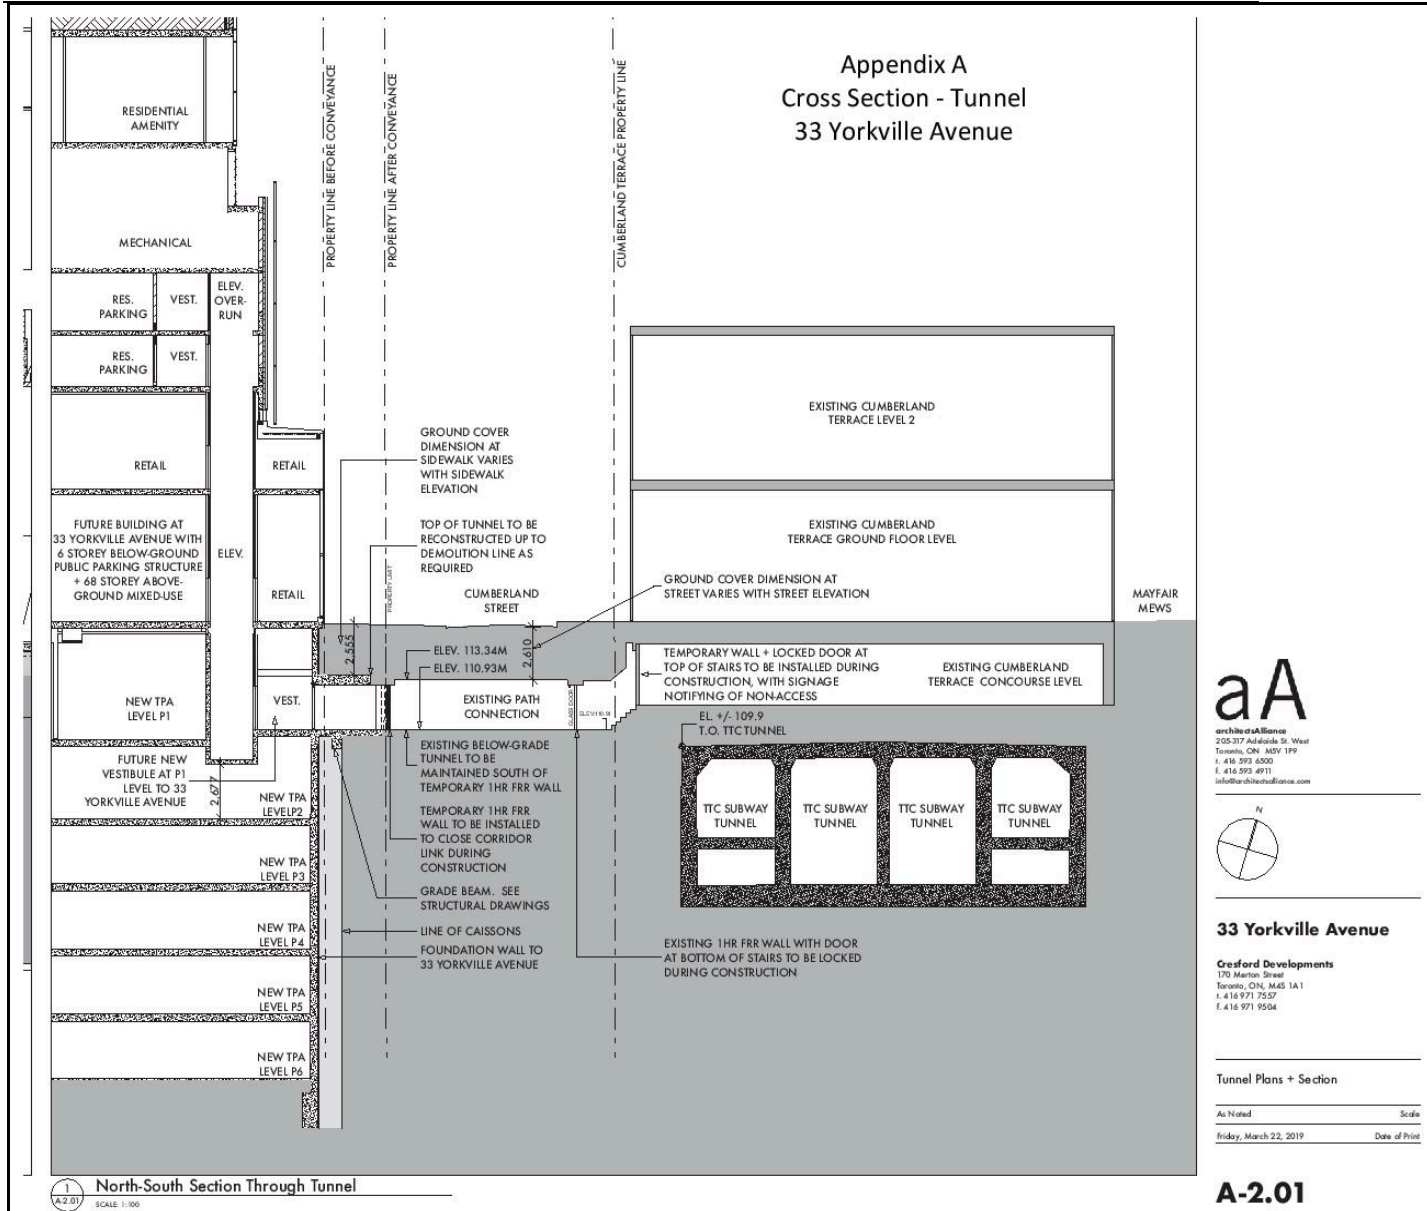 Appendix A
Cross Section - Tunnel
33 Yorkville Avenue
PROPERTY LINE BEFORE CONVEYANCE
PROPERTY LINE AFTER CONVEYANCE
CUMBERLAND TERRACE PROPERTY LINE
RESIDENTIAL
AMENITY
MECHANICAL
RES.
PARKING
VEST.
ELEV.
OVER-
RUN
RES.
PARKING
VEST.
RETAIL
RETAIL
FUTURE BUILDING AT
33 YORKVILLE AVENUE WITH
6 STOREY BELOW-GROUND
PUBLIC PARKING STRUCTURE
+ 68 STOREY ABOVE-
GROUND MIXED-USE
ELEV.
RETAIL
GROUND COVER
DIMENSION AT
SIDEWALK VARIES
WITH SIDEWALK
ELEVATION
TOP OF TUNNEL TO BE
RECONSTRUCTED UP TO
DEMOLITION LINE AS
REQUIRED
PROPERTY LIMIT
CUMBERLAND
STREET
EXISTING CUMBERLAND
TERRACE LEVEL 2
EXISTING CUMBERLAND
TERRACE GROUND FLOOR LEVEL
GROUND COVER DIMENSION AT
STREET VARIES WITH STREET ELEVATION
MAYFAIR
MEWS
2,555
ELEV. 113.34M
ELEV. 110.93M
2,610
TEMPORARY WALL + LOCKED DOOR AT
TOP OF STAIRS TO BE INSTALLED DURING
CONSTRUCTION, WITH SIGNAGE
NOTIFYING OF NON-ACCESS
EXISTING CUMBERLAND
TERRACE CONCOURSE LEVEL
NEW TPA
LEVEL P1
VEST.
EXISTING PATH
CONNECTION
GLASS DOOR
EL. +/- 109.9
T.O. TTC TUNNEL
FUTURE NEW
VESTIBULE AT P1
LEVEL TO 33
YORKVILLE AVENUE
2,677
NEW TPA
LEVELP2
EXISTING BELOW-GRADE
TUNNEL TO BE
MAINTAINED SOUTH OF
TEMPORARY 1HR FRR WALL
TEMPORARY 1HR FRR
WALL TO BE INSTALLED
TO CLOSE CORRIDOR
LINK DURING
CONSTRUCTION
GRADE BEAM. SEE
STRUCTURAL DRAWINGS
LINE OF CAISSONS
FOUNDATION WALL TO
33 YORKVILLE AVENUE
TTC SUBWAY
TUNNEL
TTC SUBWAY
TUNNEL
TTC SUBWAY
TUNNEL
TTC SUBWAY
TUNNEL
EXISTING 1HR FRR WALL WITH DOOR
AT BOTTOM OF STAIRS TO BE LOCKED
DURING CONSTRUCTION
NEW TPA
LEVEL P3
NEW TPA
LEVEL P4
NEW TPA
LEVEL P5
NEW TPA
LEVEL P6
1
A-2.01
North-South Section Through Tunnel
SCALE: 1:100
aA
architectsAlliance
205-317 Adelaide St. West
Toronto, ON M5V 1P9
t. 416 593 6500
f. 416 593 4911
info@architectsalliance.com
N
33 Yorkville Avenue
Cresford Developments
170 Merton Street
Toronto, ON, M4S 1A1
t. 416 971 7557
f. 416 971 9504
Tunnel Plans + Section
As Noted Scale
Friday, March 22, 2019 Date of Print
A-2.01